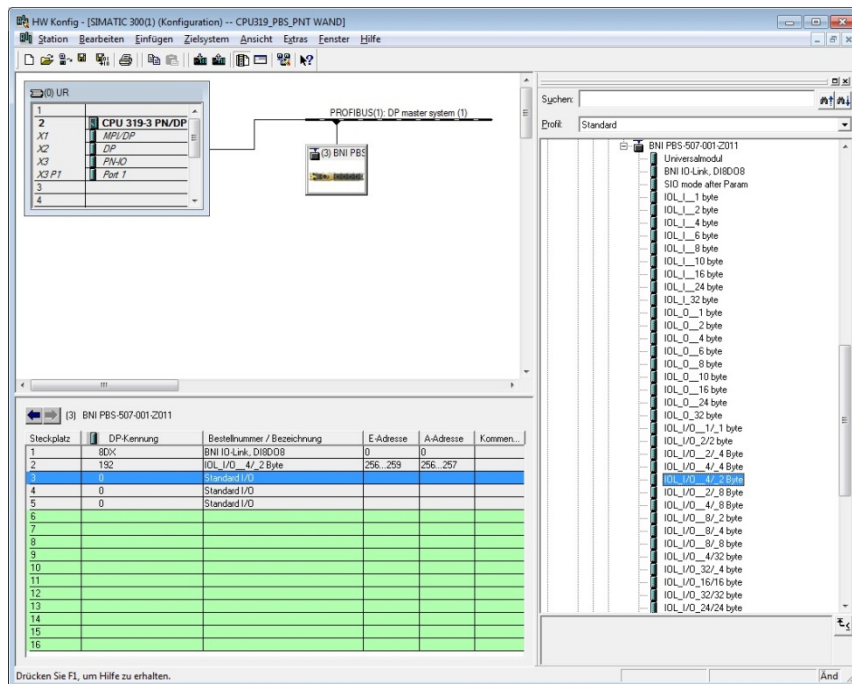 HW Konfig - [SIMATIC 300(1) (Konfiguration) -- CPU319_PBS_PNT WAND]
Station Bearbeiten Einfügen Zielsystem Ansicht Extras Fenster Hilfe
(0) UR
1
2 CPU 319-3 PN/DP
X1 MPI/DP
X2 DP
X3 PN-IO
X3 P1 Port 1
3
4
PROFIBUS(1): DP master system (1)
(3) BNI PBS
Suchen:
Profil: Standard
BNI PBS-507-001-Z011
Universalmodul
BNI IO-Link, DI8DO8
SIO mode after Param
IOL_I__1 byte
IOL_I__2 byte
IOL_I__4 byte
IOL_I__6 byte
IOL_I__8 byte
IOL_I__10 byte
IOL_I__16 byte
IOL_I__24 byte
IOL_I_32 byte
IOL_O__1 byte
IOL_O__2 byte
IOL_O__4 byte
IOL_O__6 byte
IOL_O__8 byte
IOL_O__10 byte
IOL_O__16 byte
IOL_O__24 byte
IOL_O_32 byte
IOL_I/O__1/_1 byte
IOL_I/O_2/2 byte
IOL_I/O__2/_4 Byte
IOL_I/O__4/_4 Byte
IOL_I/O__4/_2 Byte
IOL_I/O__2/_8 Byte
IOL_I/O__4/_8 Byte
IOL_I/O__8/_2 byte
IOL_I/O__8/_4 byte
IOL_I/O__8/_8 Byte
IOL_I/O__4/32 byte
IOL_I/O_32/_4 byte
IOL_I/O_16/16 byte
IOL_I/O_32/32 byte
IOL_I/O_24/24 byte
(3) BNI PBS-507-001-Z011
Steckplatz DP-Kennung Bestellnummer / Bezeichnung E-Adresse A-Adresse Kommen...
1 8DX BNI IO-Link, DI8DO8 0 0
2 192 IOL_I/O__4/_2 Byte 256...259 256...257
3 0 Standard I/O
4 0 Standard I/O
5 0 Standard I/O
6
7
8
9
10
11
12
13
14
15
16
Drücken Sie F1, um Hilfe zu erhalten.
Änd